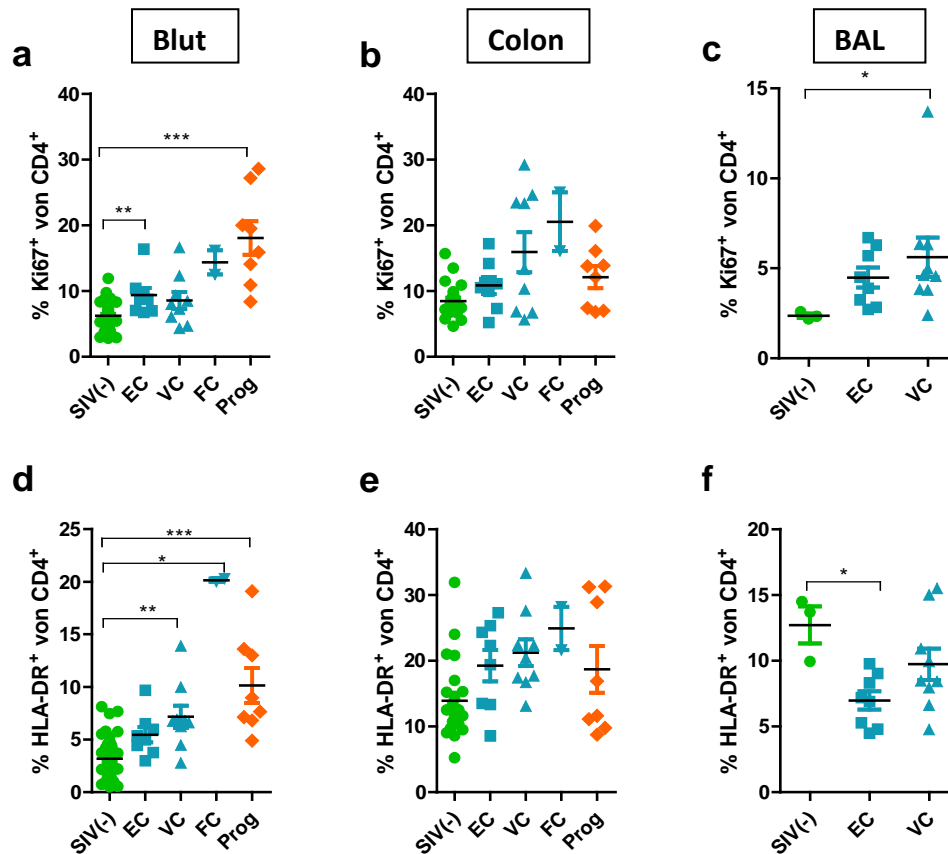 Blut
Colon
BAL
a
b
c
% Ki67⁺ von CD4⁺
40
30
20
10
0
***
**
SIV(-)
EC
VC
FC
Prog
% Ki67⁺ von CD4⁺
40
30
20
10
0
SIV(-)
EC
VC
FC
Prog
% Ki67⁺ von CD4⁺
15
10
5
0
*
SIV(-)
EC
VC
d
e
f
% HLA-DR⁺ von CD4⁺
25
20
15
10
5
0
***
*
**
SIV(-)
EC
VC
FC
Prog
% HLA-DR⁺ von CD4⁺
40
30
20
10
0
SIV(-)
EC
VC
FC
Prog
% HLA-DR⁺ von CD4⁺
20
15
10
5
0
*
SIV(-)
EC
VC